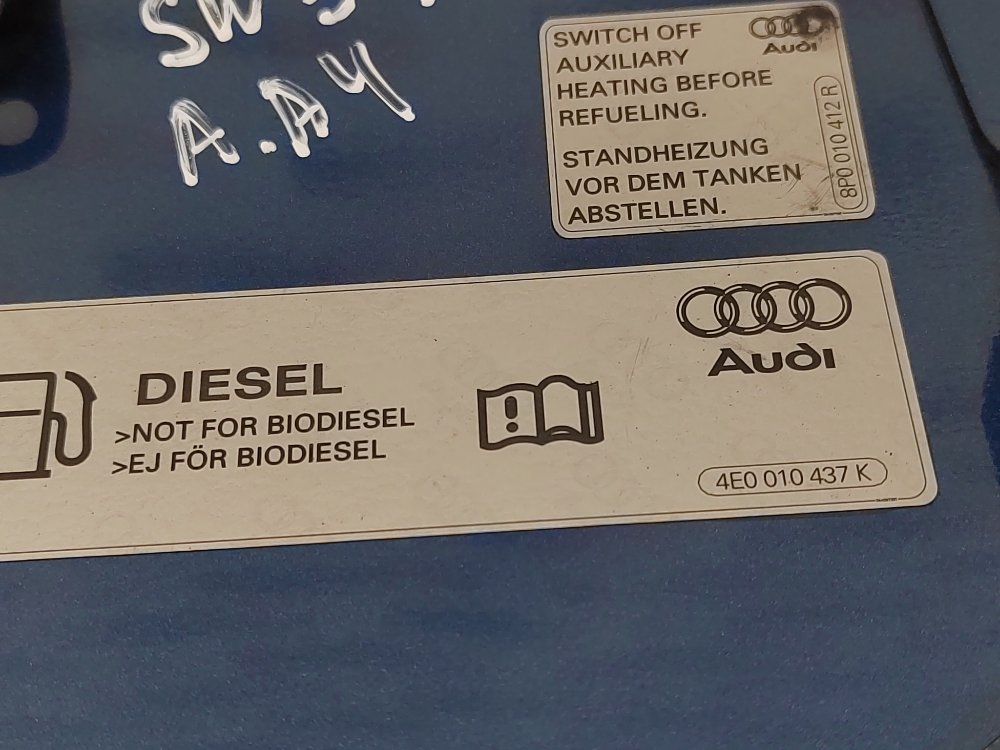 SW
A.A4
SWITCH OFF
AUXILIARY
HEATING BEFORE
REFUELING.
STANDHEIZUNG
VOR DEM TANKEN
ABSTELLEN.
Audi
8P0 010 412 R
DIESEL
>NOT FOR BIODIESEL
>EJ FÖR BIODIESEL
!
Audi
4E0 010 437 K